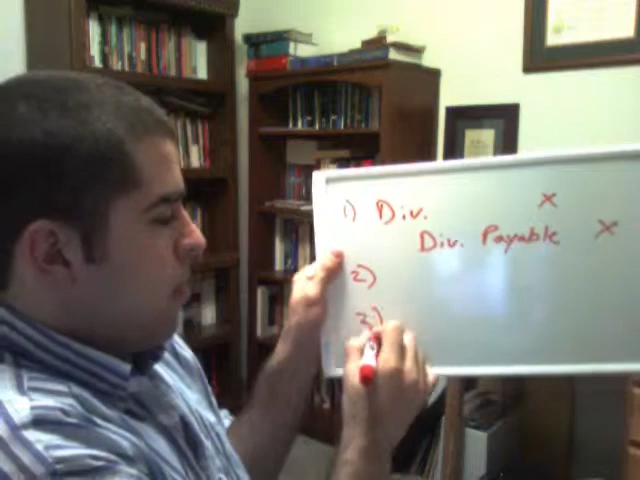 1) Div. x
Div. Payable x
2)
3)